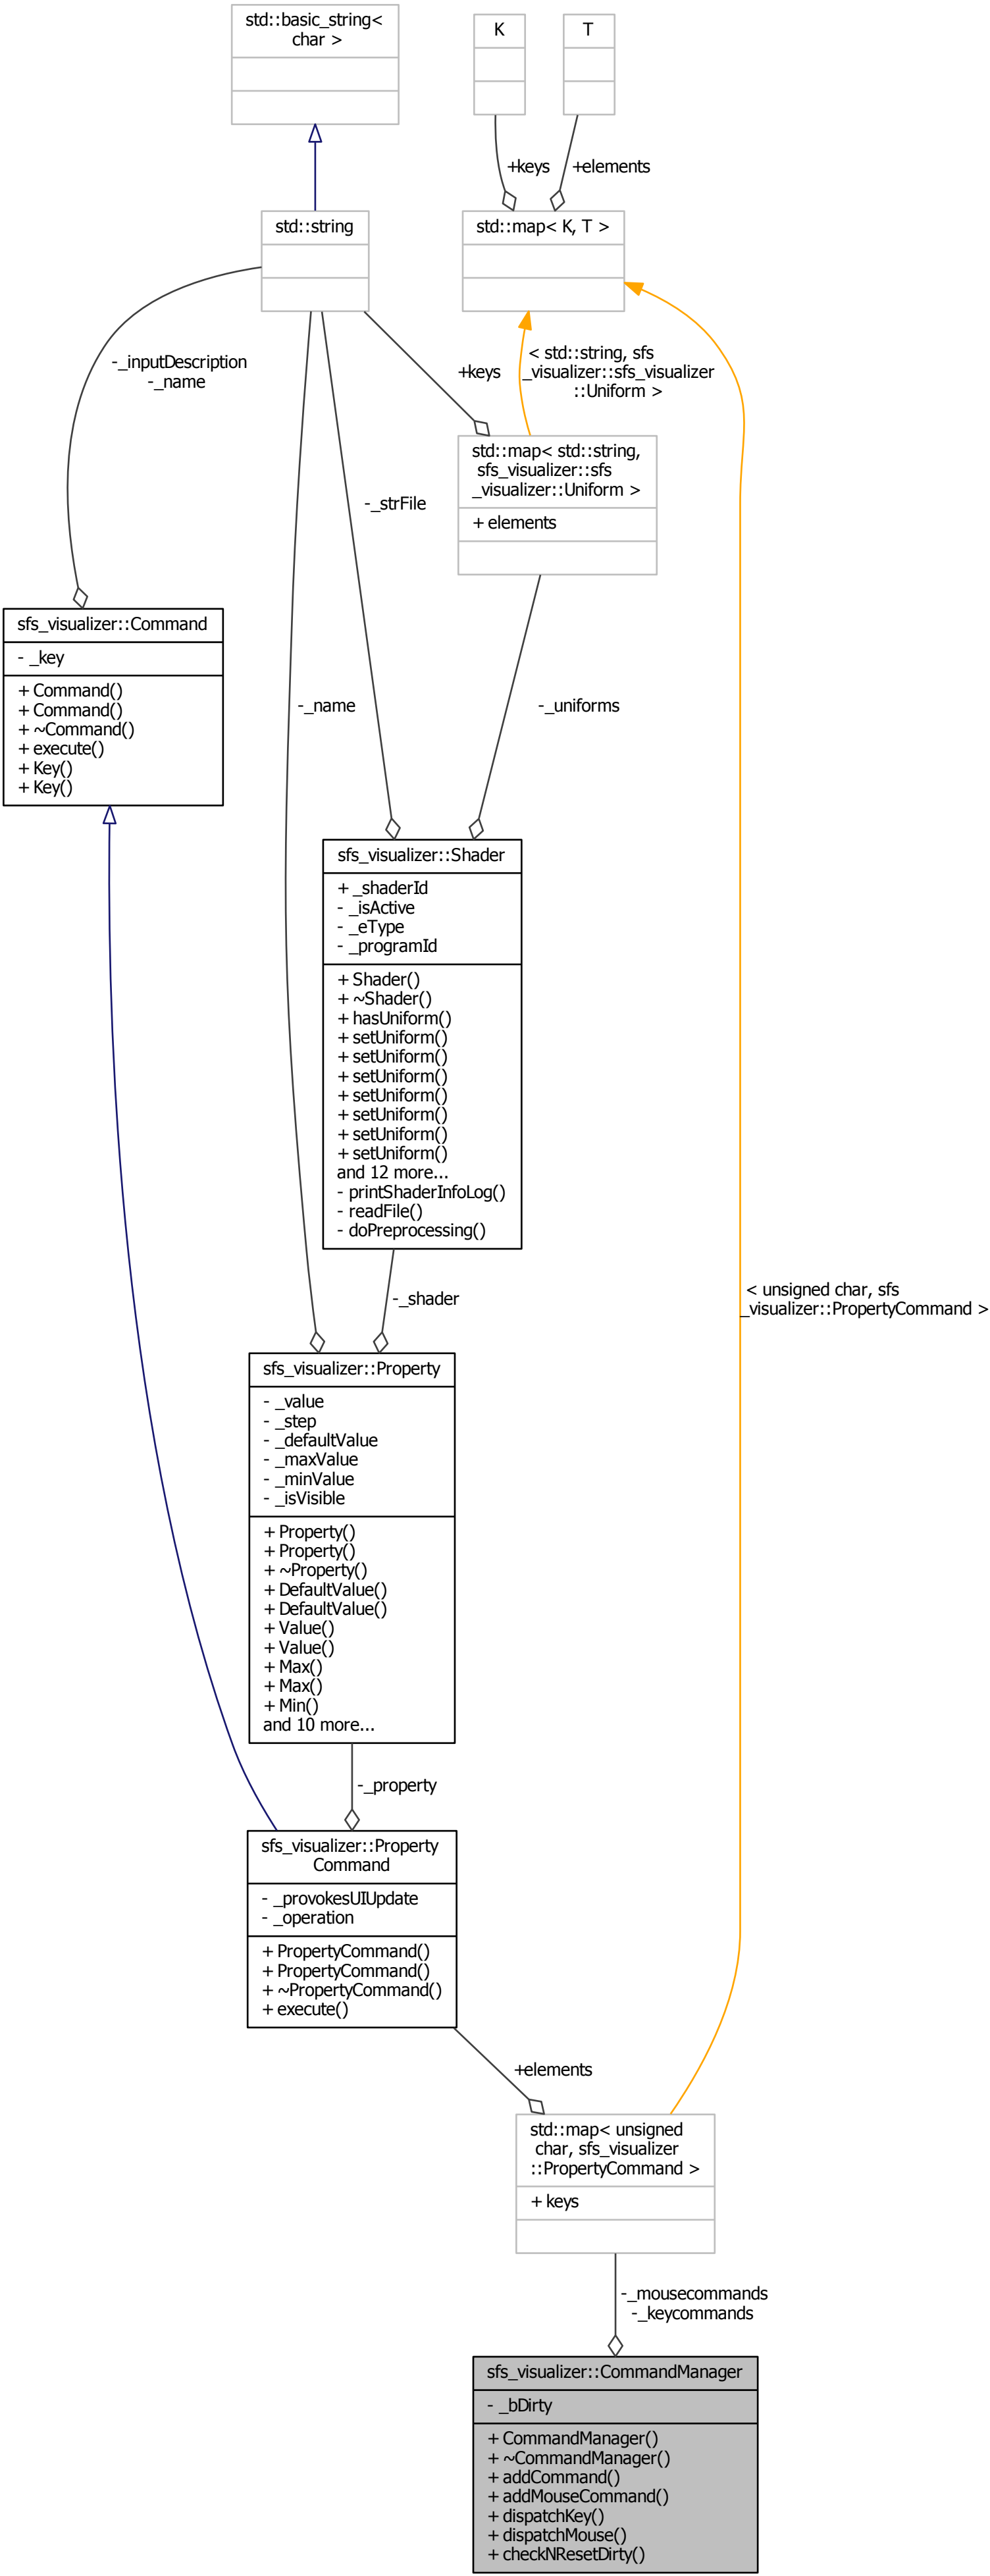 std::basic_string<
char >
K
T
+keys
+elements
std::string
std::map< K, T >
-_inputDescription
-_name
+keys
< std::string, sfs
_visualizer::sfs_visualizer
::Uniform >
std::map< std::string,
sfs_visualizer::sfs
_visualizer::Uniform >
+ elements
-_strFile
sfs_visualizer::Command
- _key
+ Command()
+ Command()
+ ~Command()
+ execute()
+ Key()
+ Key()
-_name
-_uniforms
sfs_visualizer::Shader
+ _shaderId
- _isActive
- _eType
- _programId
+ Shader()
+ ~Shader()
+ hasUniform()
+ setUniform()
+ setUniform()
+ setUniform()
+ setUniform()
+ setUniform()
+ setUniform()
+ setUniform()
and 12 more...
- printShaderInfoLog()
- readFile()
- doPreprocessing()
-_shader
< unsigned char, sfs
_visualizer::PropertyCommand >
sfs_visualizer::Property
- _value
- _step
- _defaultValue
- _maxValue
- _minValue
- _isVisible
+ Property()
+ Property()
+ ~Property()
+ DefaultValue()
+ DefaultValue()
+ Value()
+ Value()
+ Max()
+ Max()
+ Min()
and 10 more...
-_property
sfs_visualizer::Property
Command
- _provokesUIUpdate
- _operation
+ PropertyCommand()
+ PropertyCommand()
+ ~PropertyCommand()
+ execute()
+elements
std::map< unsigned
char, sfs_visualizer
::PropertyCommand >
+ keys
-_mousecommands
-_keycommands
sfs_visualizer::CommandManager
- _bDirty
+ CommandManager()
+ ~CommandManager()
+ addCommand()
+ addMouseCommand()
+ dispatchKey()
+ dispatchMouse()
+ checkNResetDirty()